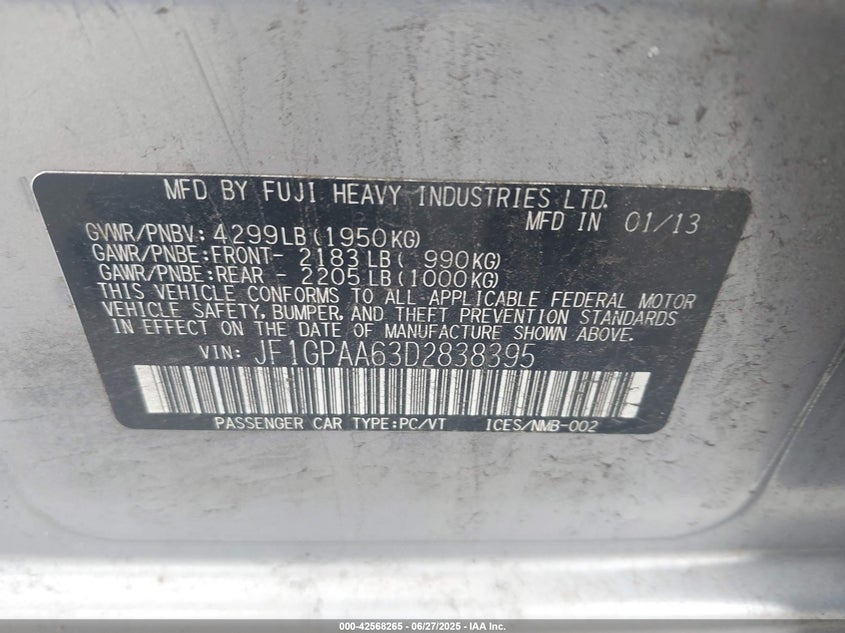 MFD BY FUJI HEAVY INDUSTRIES LTD.
MFD IN 01/13
GVWR/PNBV: 4299LB(1950KG)
GAWR/PNBE:FRONT- 2183LB( 990KG)
GAWR/PNBE:REAR - 2205LB(1000KG)
THIS VEHICLE CONFORMS TO ALL APPLICABLE FEDERAL MOTOR
VEHICLE SAFETY, BUMPER, AND THEFT PREVENTION STANDARDS
IN EFFECT ON THE DATE OF MANUFACTURE SHOWN ABOVE.
VIN: JF1GPAA63D2838395
PASSENGER CAR TYPE:PC/VT ICES/NMB-002
000-42568265 - 06/27/2025 - IAA Inc.